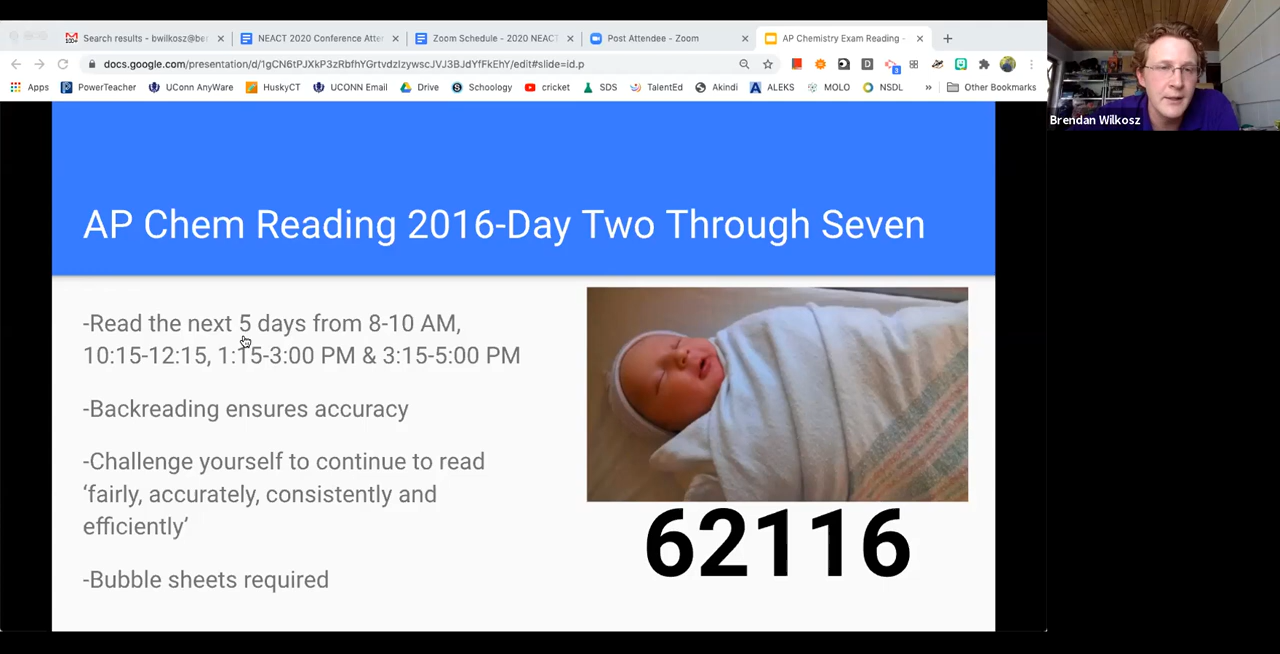 Search results - bwilkosz@ber
NEACT 2020 Conference Atter
Zoom Schedule - 2020 NEACT
Post Attendee - Zoom
AP Chemistry Exam Reading -
docs.google.com/presentation/d/1gCN6tPJXkP3zRbfhYGrtvdzIzywscJVJ3BJdYfFkEhY/edit#slide=id.p
Apps PowerTeacher UConn AnyWare HuskyCT UCONN Email Drive Schoology cricket SDS TalentEd Akindi ALEKS MOLO NSDL » Other Bookmarks
Brendan Wilkosz
AP Chem Reading 2016-Day Two Through Seven
-Read the next 5 days from 8-10 AM,
10:15-12:15, 1:15-3:00 PM & 3:15-5:00 PM
-Backreading ensures accuracy
-Challenge yourself to continue to read
‘fairly, accurately, consistently and
efficiently’
-Bubble sheets required
62116